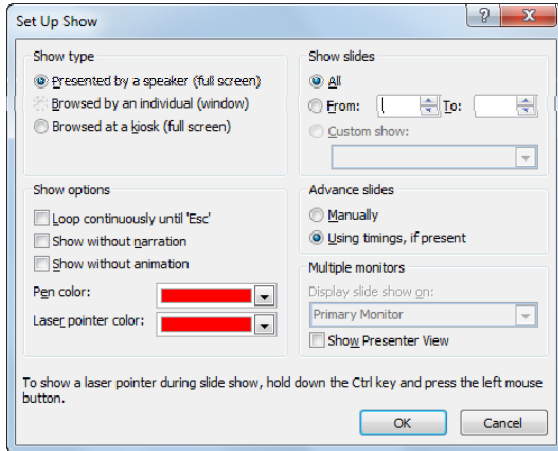 Set Up Show
Show type
Presented by a speaker (full screen)
Browsed by an individual (window)
Browsed at a kiosk (full screen)
Show slides
All
From: To:
Custom show:
Show options
Loop continuously until 'Esc'
Show without narration
Show without animation
Pen color:
Laser pointer color:
Advance slides
Manually
Using timings, if present
Multiple monitors
Display slide show on:
Primary Monitor
Show Presenter View
To show a laser pointer during slide show, hold down the Ctrl key and press the left mouse
button.
OK Cancel